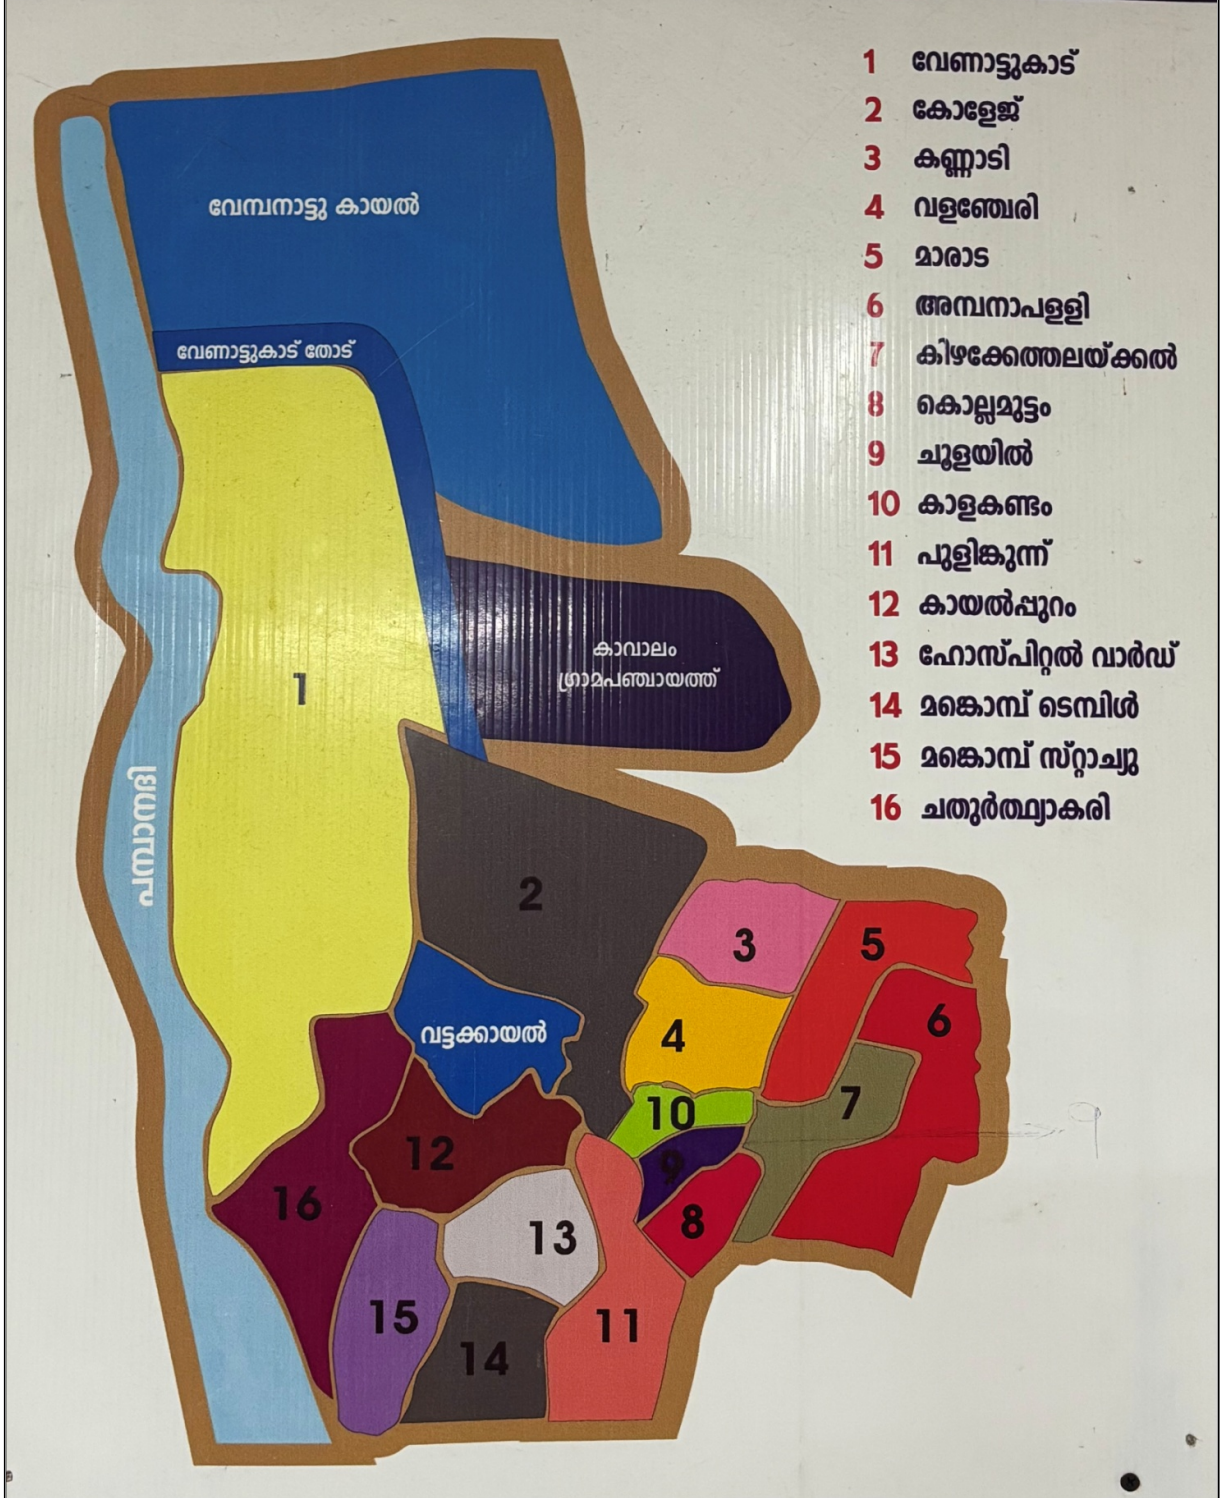 വേമ്പനാട്ടു കായൽ
വേണാട്ടുകാട് തോട്
കാവാലം
ഗ്രാമപഞ്ചായത്ത്
പമ്പാനദി
വട്ടക്കായൽ
1
2
3
4
5
6
7
8
9
10
11
12
13
14
15
16
1 വേണാട്ടുകാട്
2 കോളേജ്
3 കണ്ണാടി
4 വളഞ്ചേരി
5 മാരാട
6 അമ്പനാപളളി
7 കിഴക്കേത്തലയ്ക്കൽ
8 കൊല്ലമുട്ടം
9 ചൂളയിൽ
10 കാളകണ്ടം
11 പുളിങ്കുന്ന്
12 കായൽപ്പുറം
13 ഹോസ്പിറ്റൽ വാർഡ്
14 മങ്കൊമ്പ് ടെമ്പിൾ
15 മങ്കൊമ്പ് സ്റ്റാച്യു
16 ചതുർത്ഥ്യാകരി